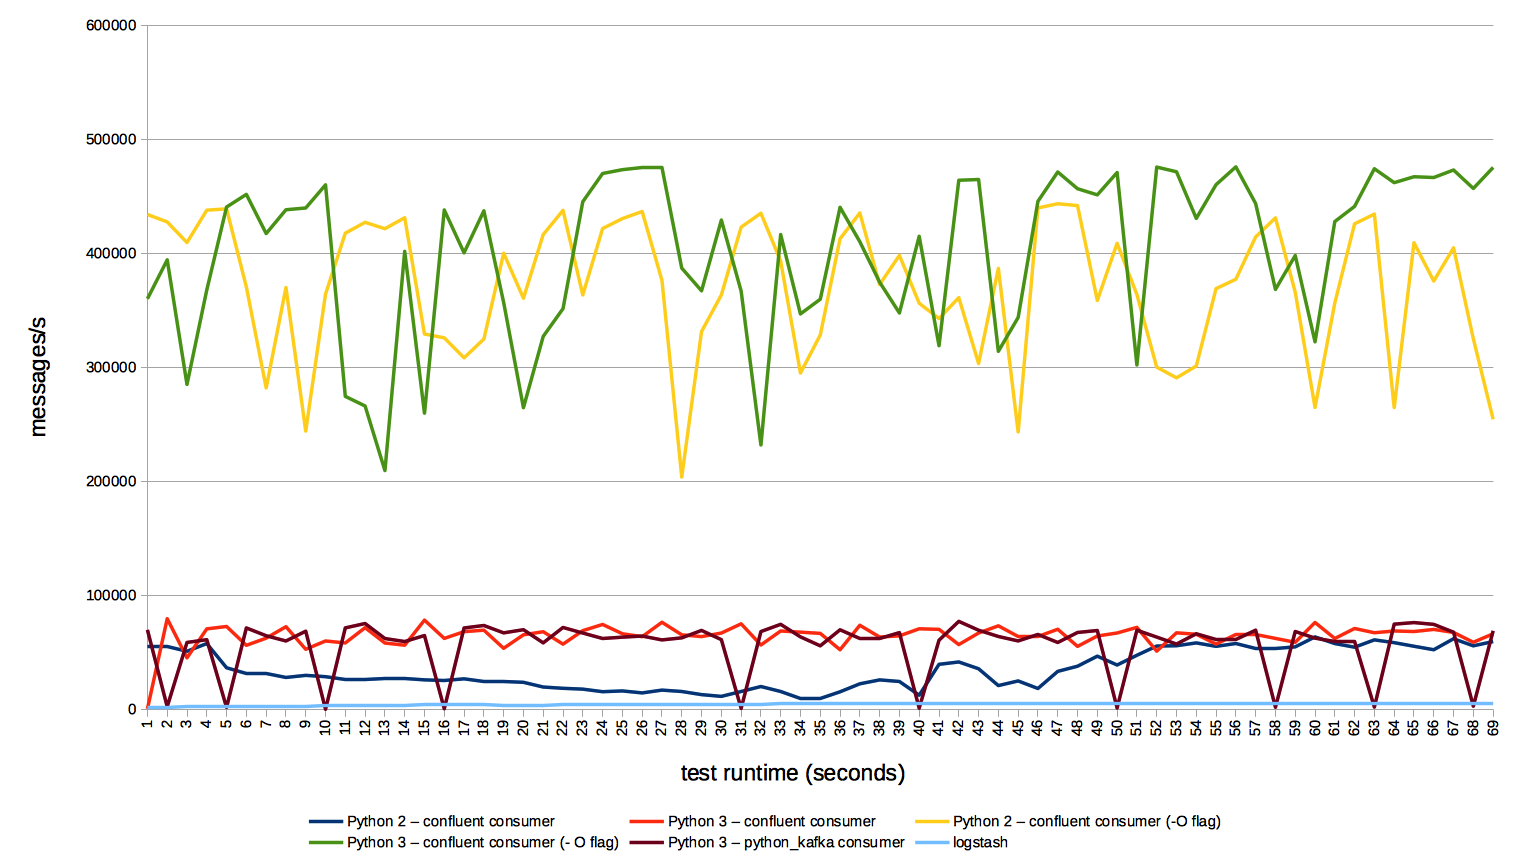 600000
500000
400000
300000
200000
100000
0
messages/s
1 2 3 4 5 6 7 8 9 10 11 12 13 14 15 16 17 18 19 20 21 22 23 24 25 26 27 28 29 30 31 32 33 34 35 36 37 38 39 40 41 42 43 44 45 46 47 48 49 50 51 52 53 54 55 56 57 58 59 60 61 62 63 64 65 66 67 68 69
test runtime (seconds)
Python 2 – confluent consumer Python 3 – confluent consumer Python 2 – confluent consumer (-O flag)
Python 3 – confluent consumer (- O flag) Python 3 – python_kafka consumer logstash